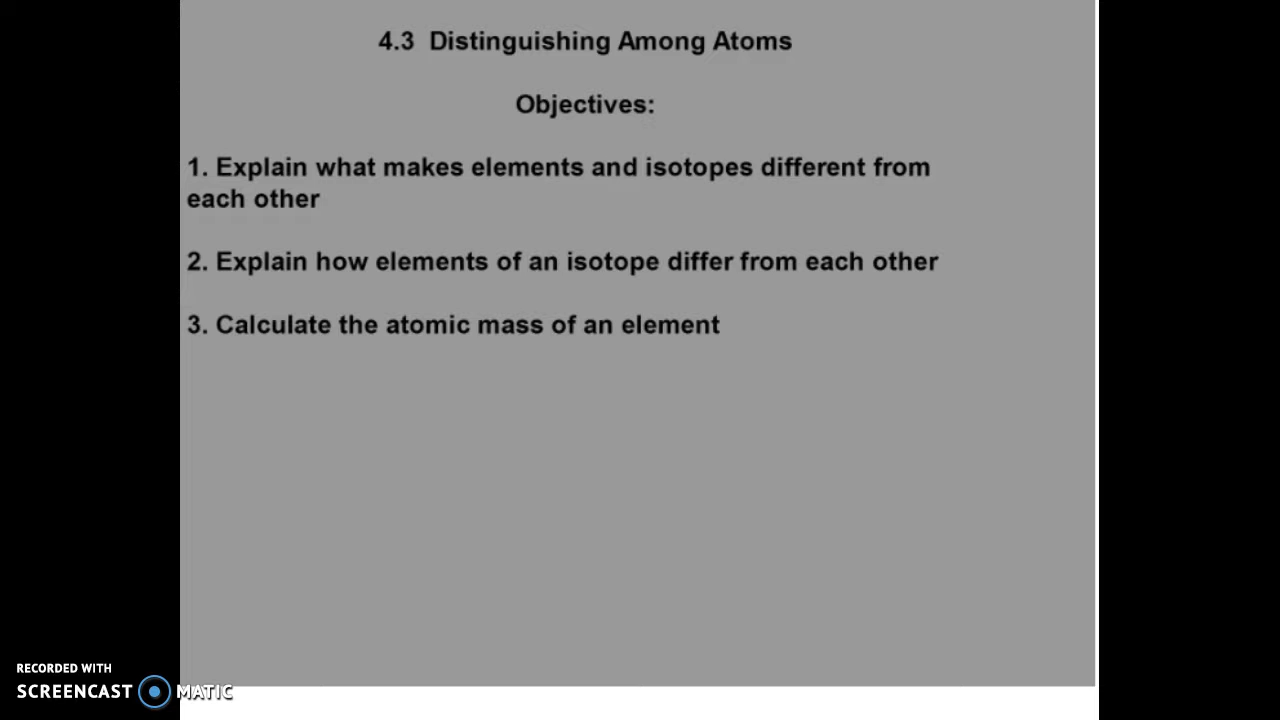 4.3 Distinguishing Among Atoms
Objectives:
1. Explain what makes elements and isotopes different from
each other
2. Explain how elements of an isotope differ from each other
3. Calculate the atomic mass of an element
RECORDED WITH
SCREENCAST MATIC